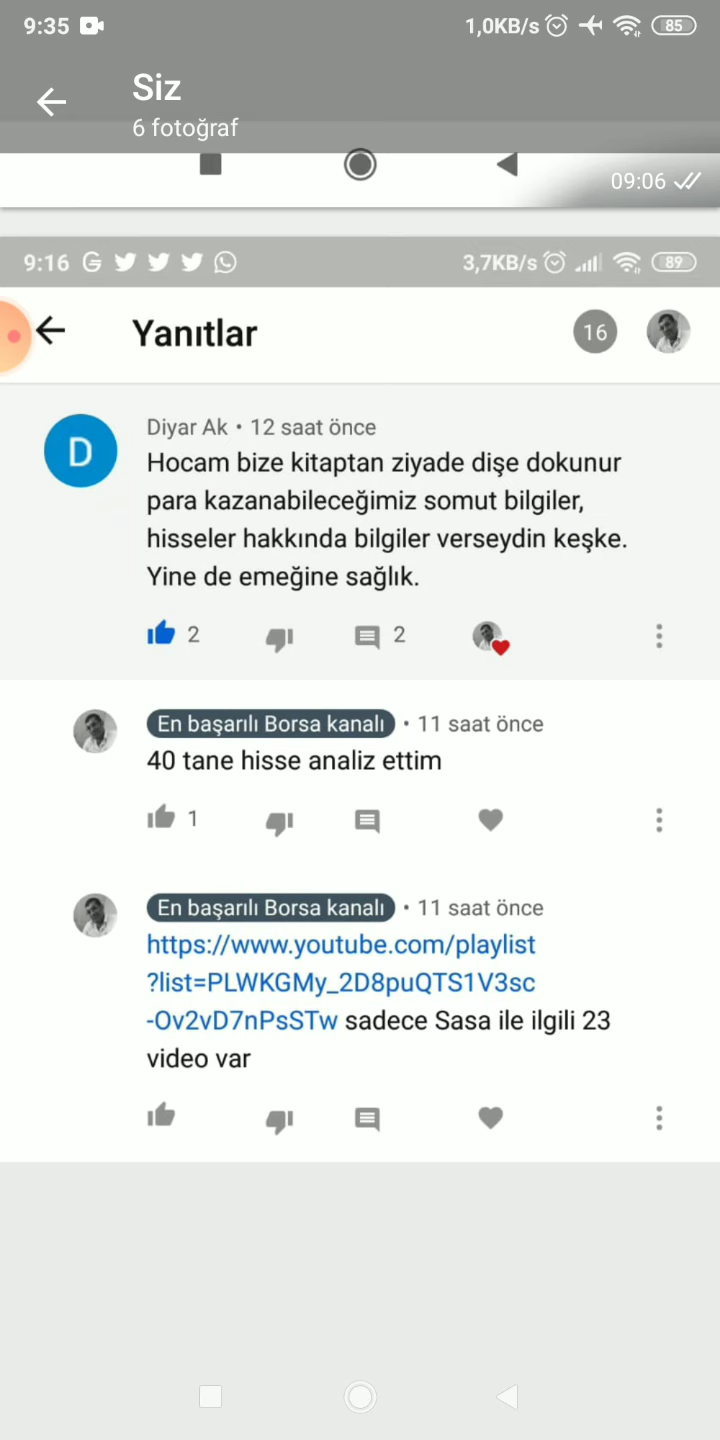 9:35 1,0KB/s 85
Siz
6 fotoğraf
09:06
9:16 3,7KB/s 89
Yanıtlar 16
D
Diyar Ak • 12 saat önce
Hocam bize kitaptan ziyade dişe dokunur
para kazanabileceğimiz somut bilgiler,
hisseler hakkında bilgiler verseydin keşke.
Yine de emeğine sağlık.
2 2
En başarılı Borsa kanalı • 11 saat önce
40 tane hisse analiz ettim
1
En başarılı Borsa kanalı • 11 saat önce
https://www.youtube.com/playlist
?list=PLWKGMy_2D8puQTS1V3sc
-Ov2vD7nPsSTw sadece Sasa ile ilgili 23
video var